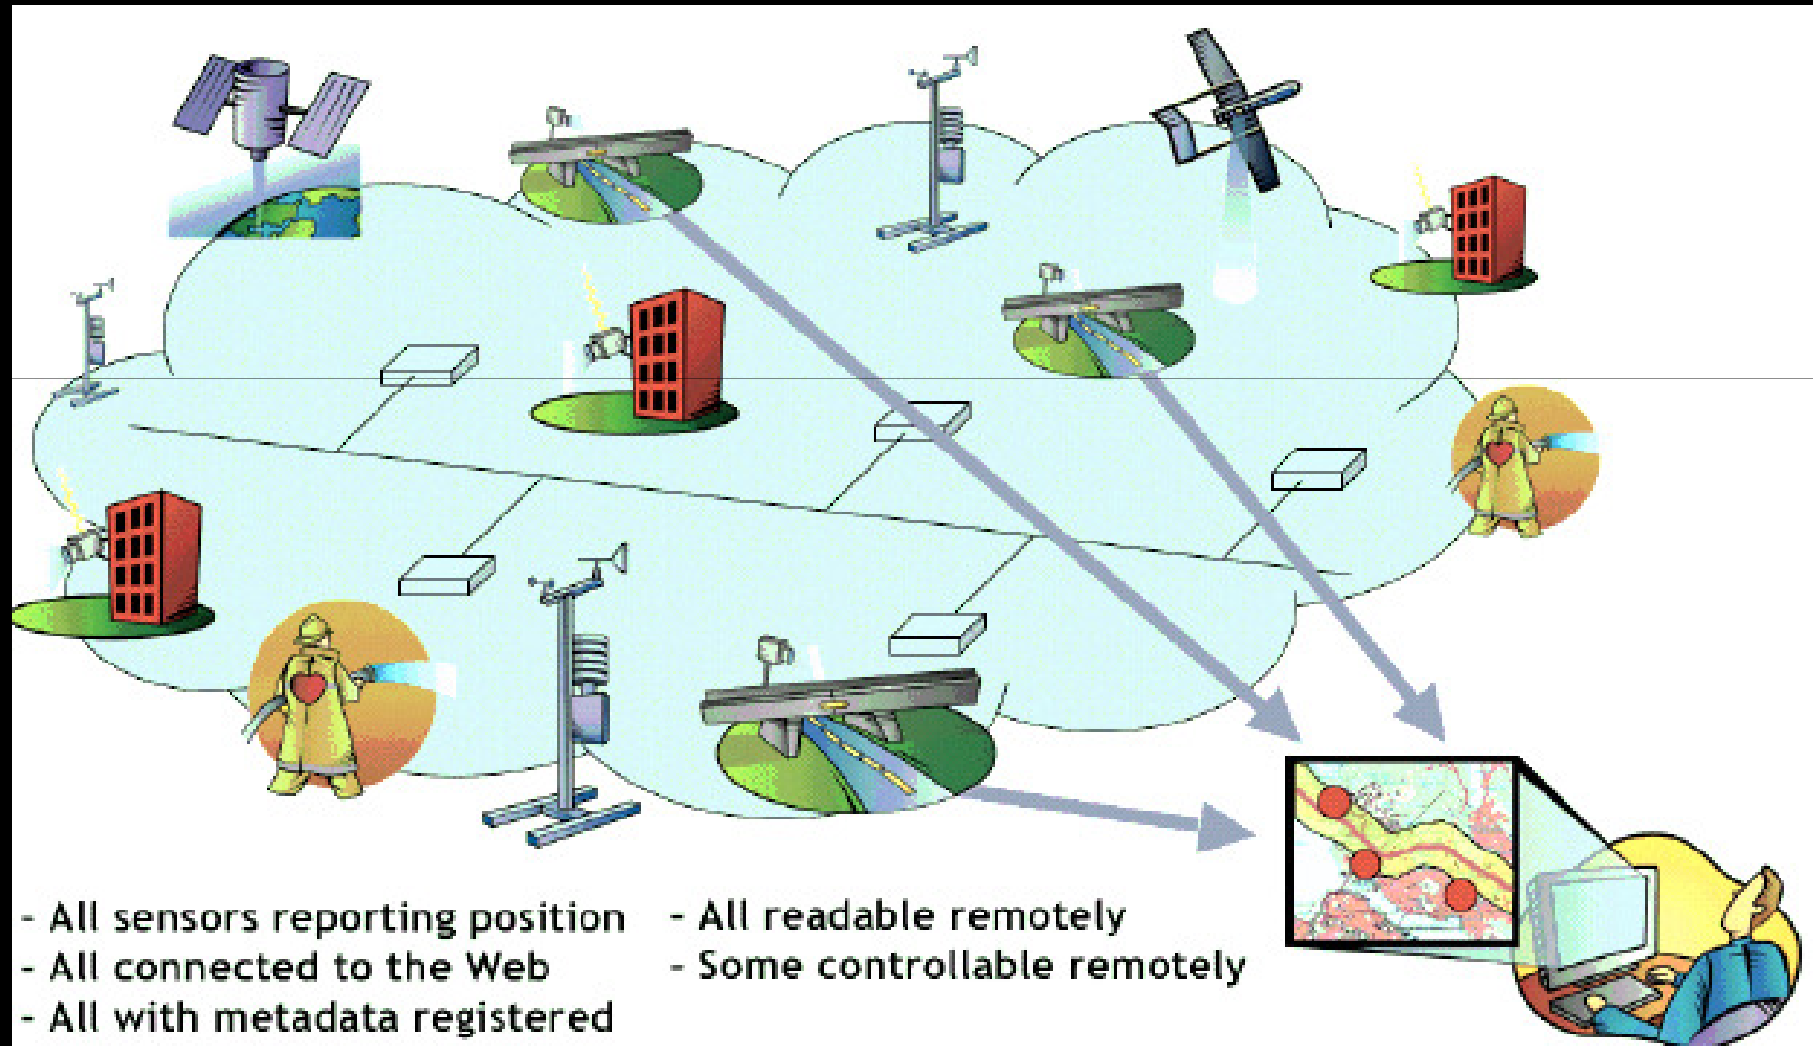 - All sensors reporting position
- All connected to the Web
- All with metadata registered
- All readable remotely
- Some controllable remotely